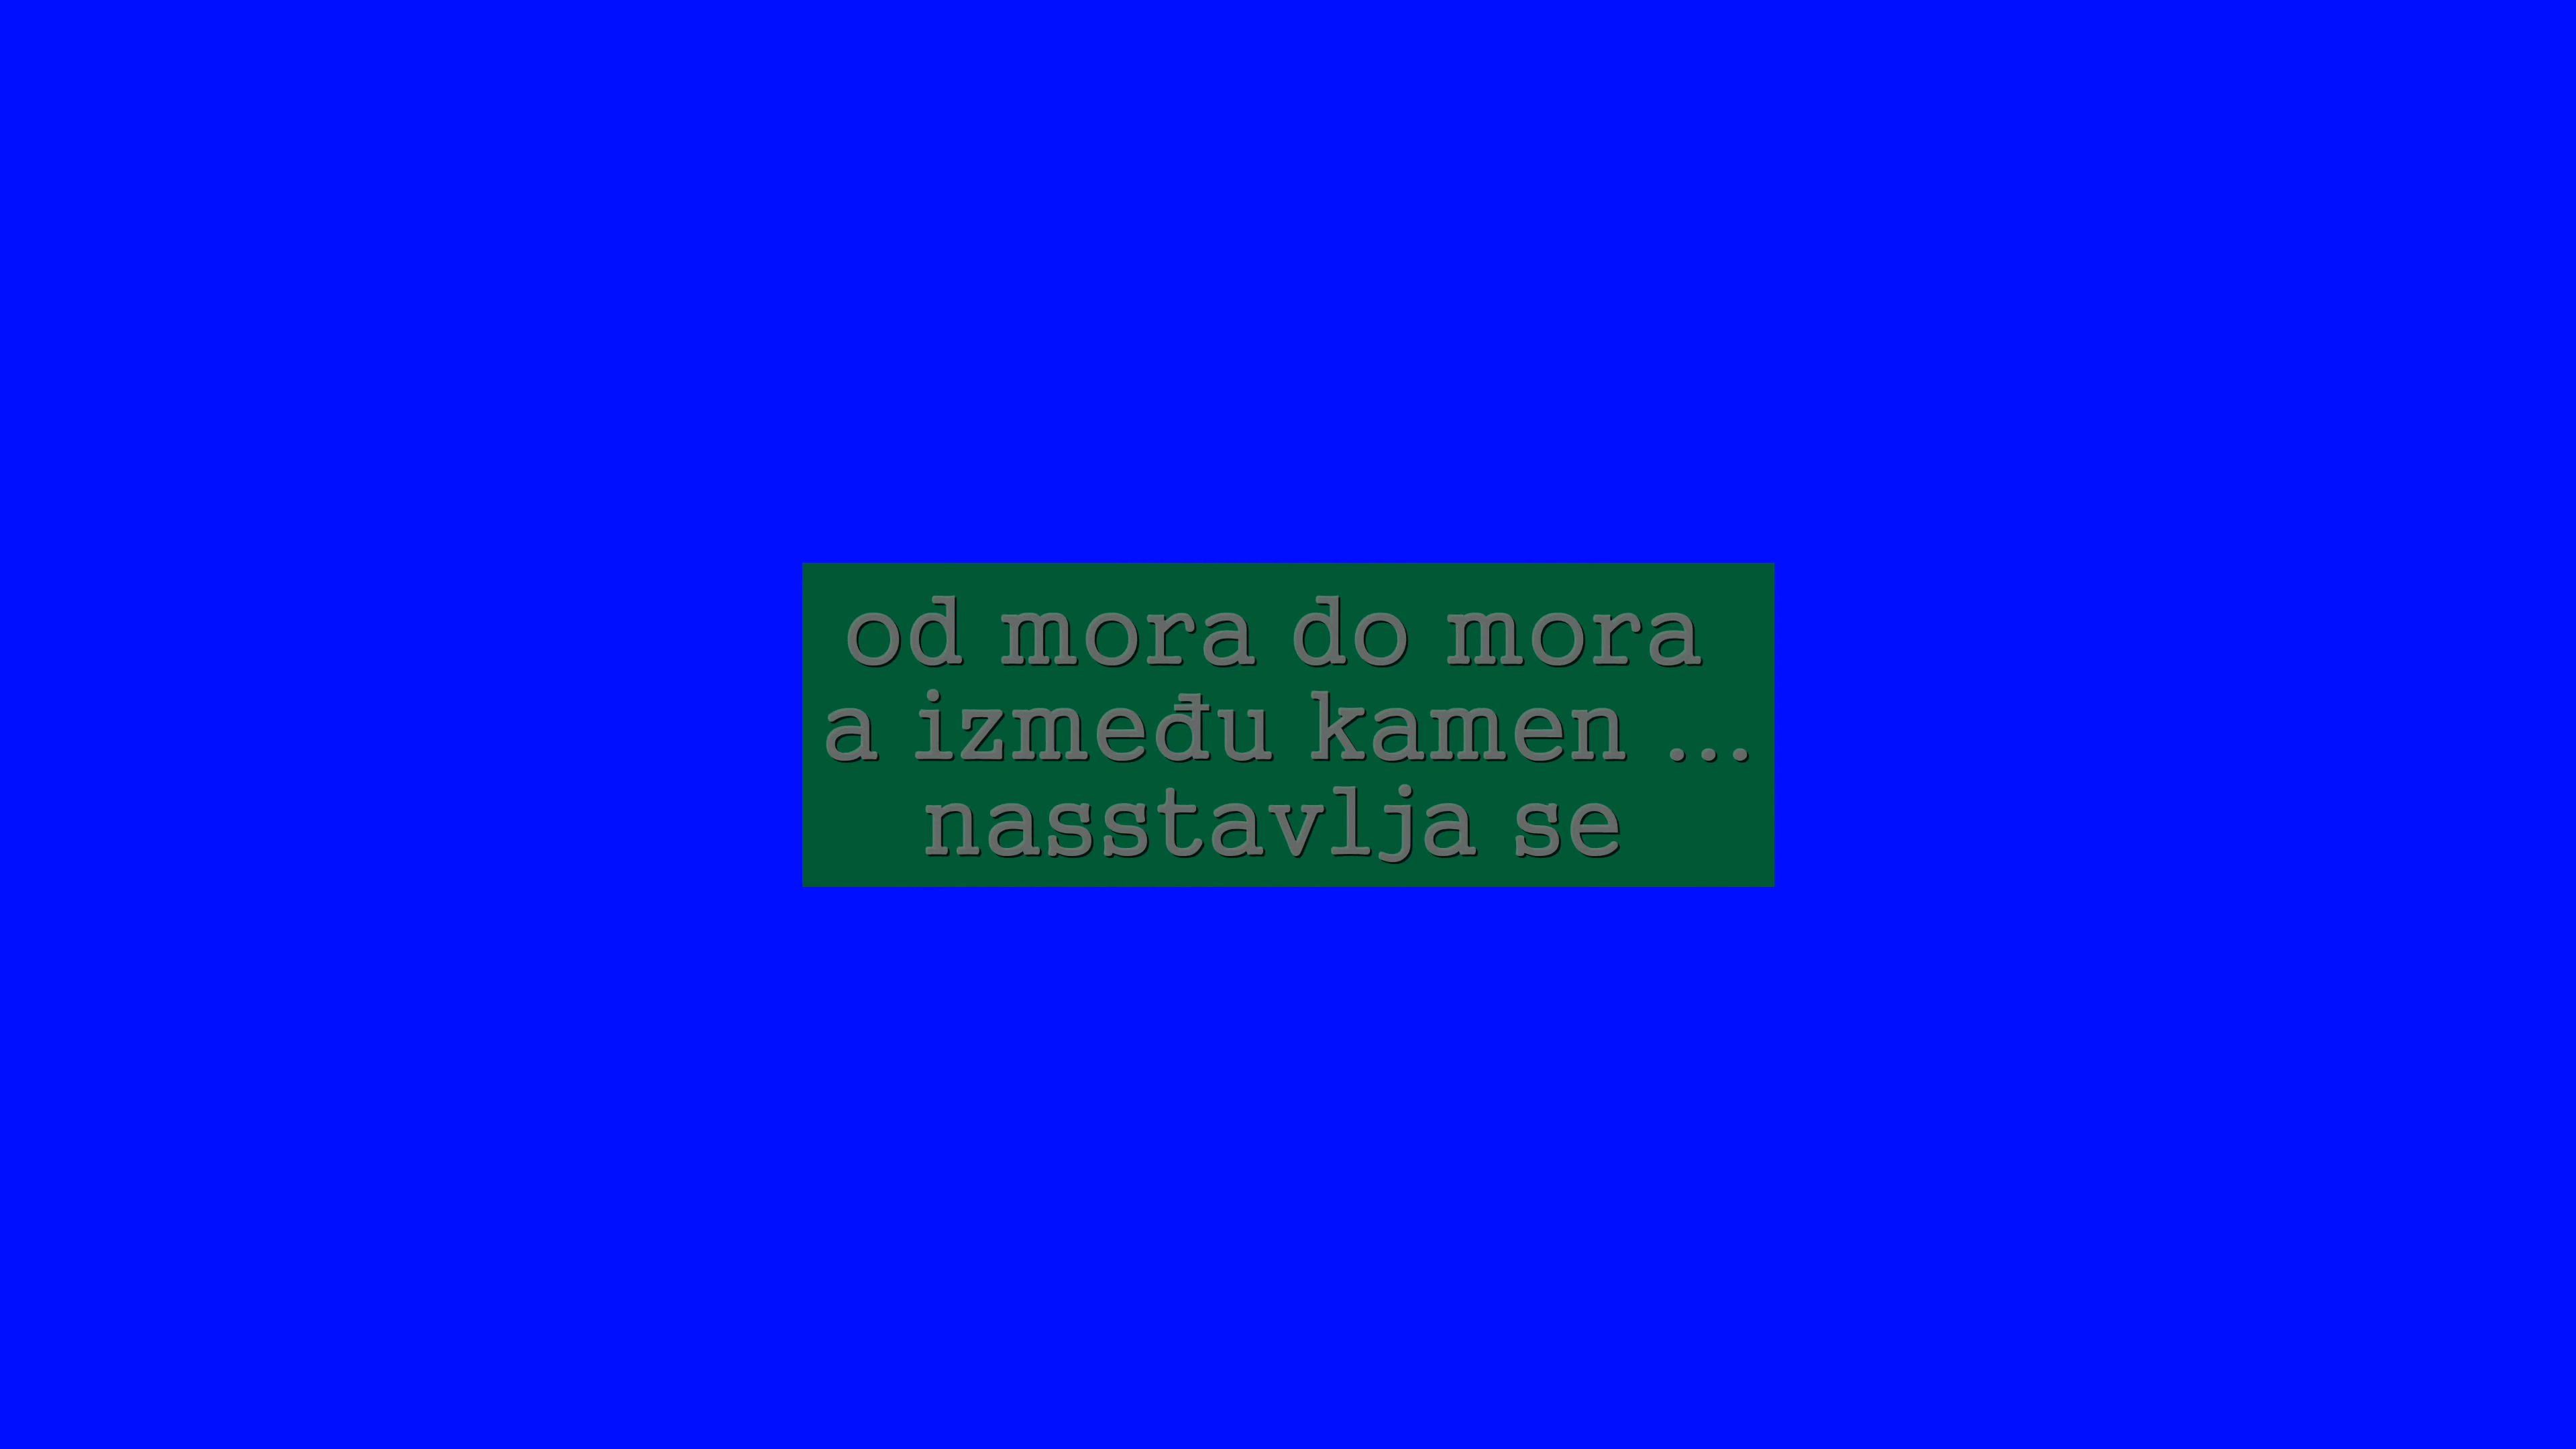 od mora do mora
a između kamen ...
nasstavlja se